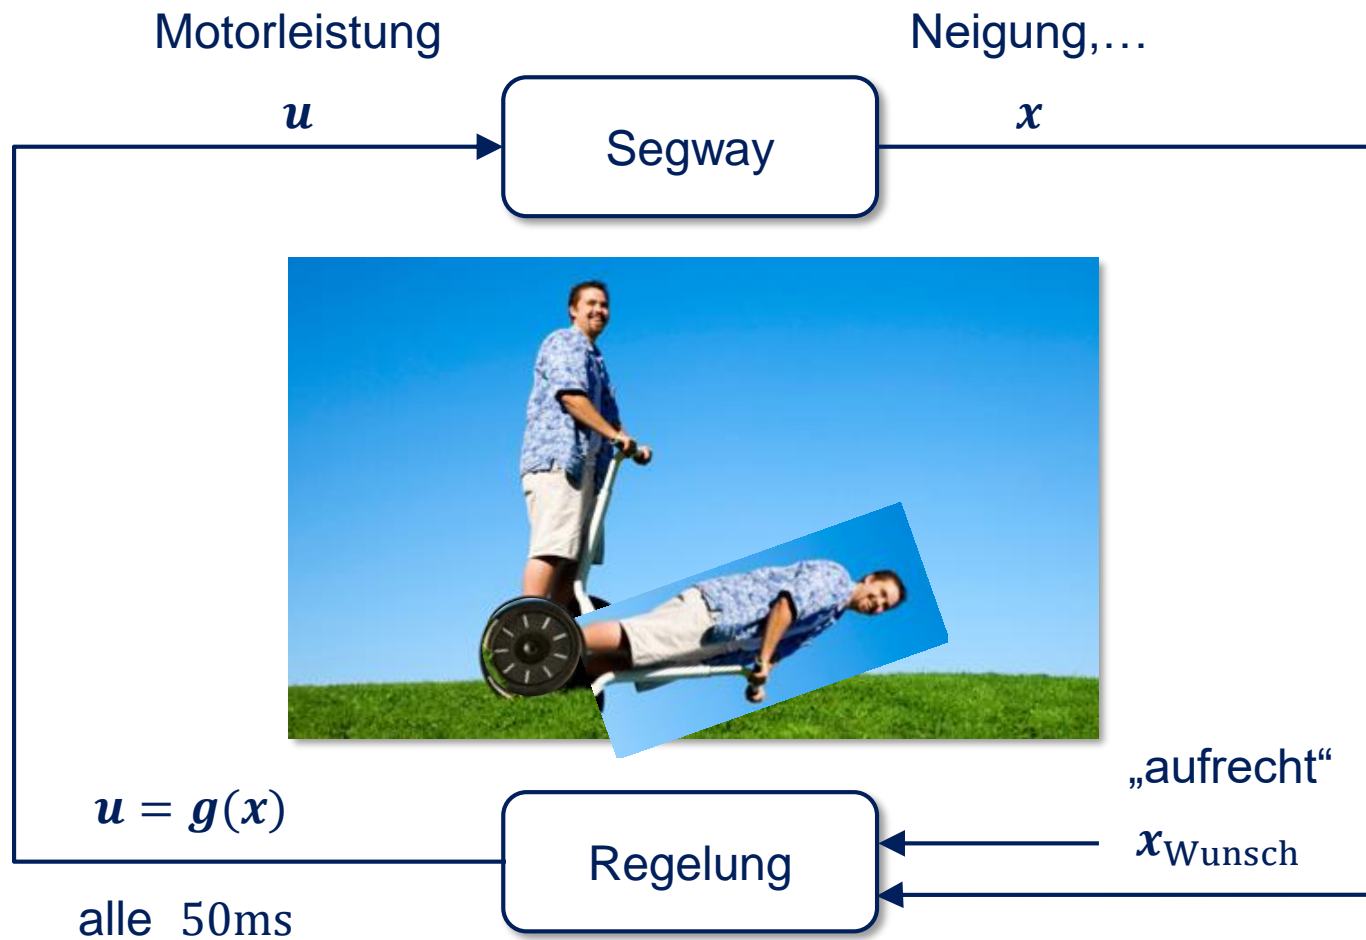 Motorleistung
Neigung,…
u
x
Segway
„aufrecht“
u = g(x)
Regelung
x_Wunsch
alle 50ms